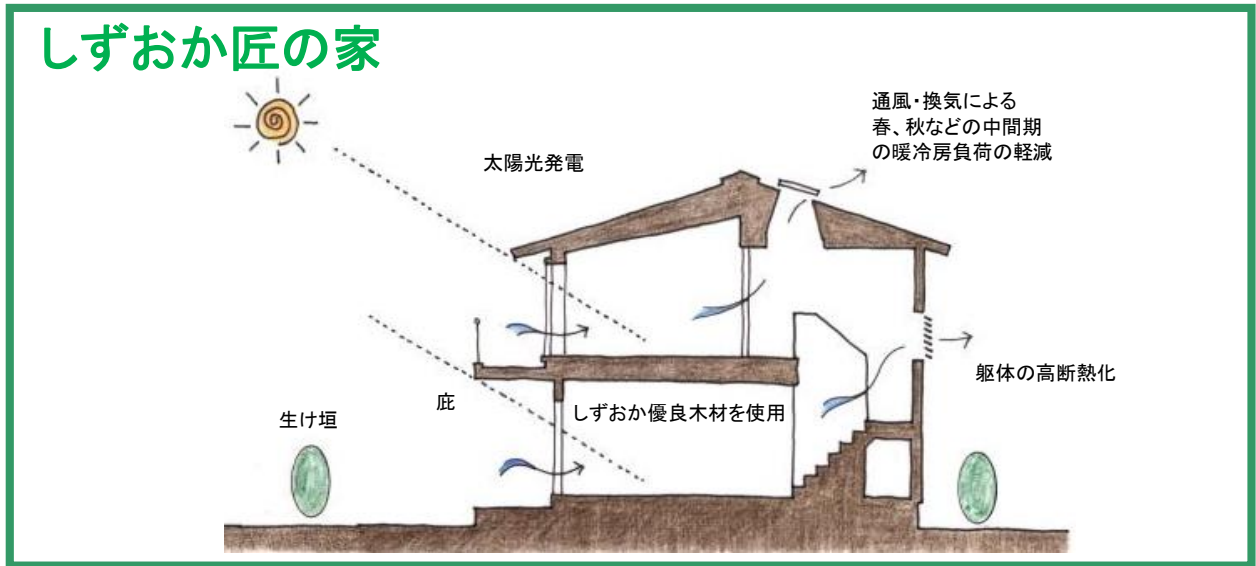 しずおか匠の家
通風・換気による
春、秋などの中間期
の暖冷房負荷の軽減
太陽光発電
躯体の高断熱化
庇
しずおか優良木材を使用
生け垣